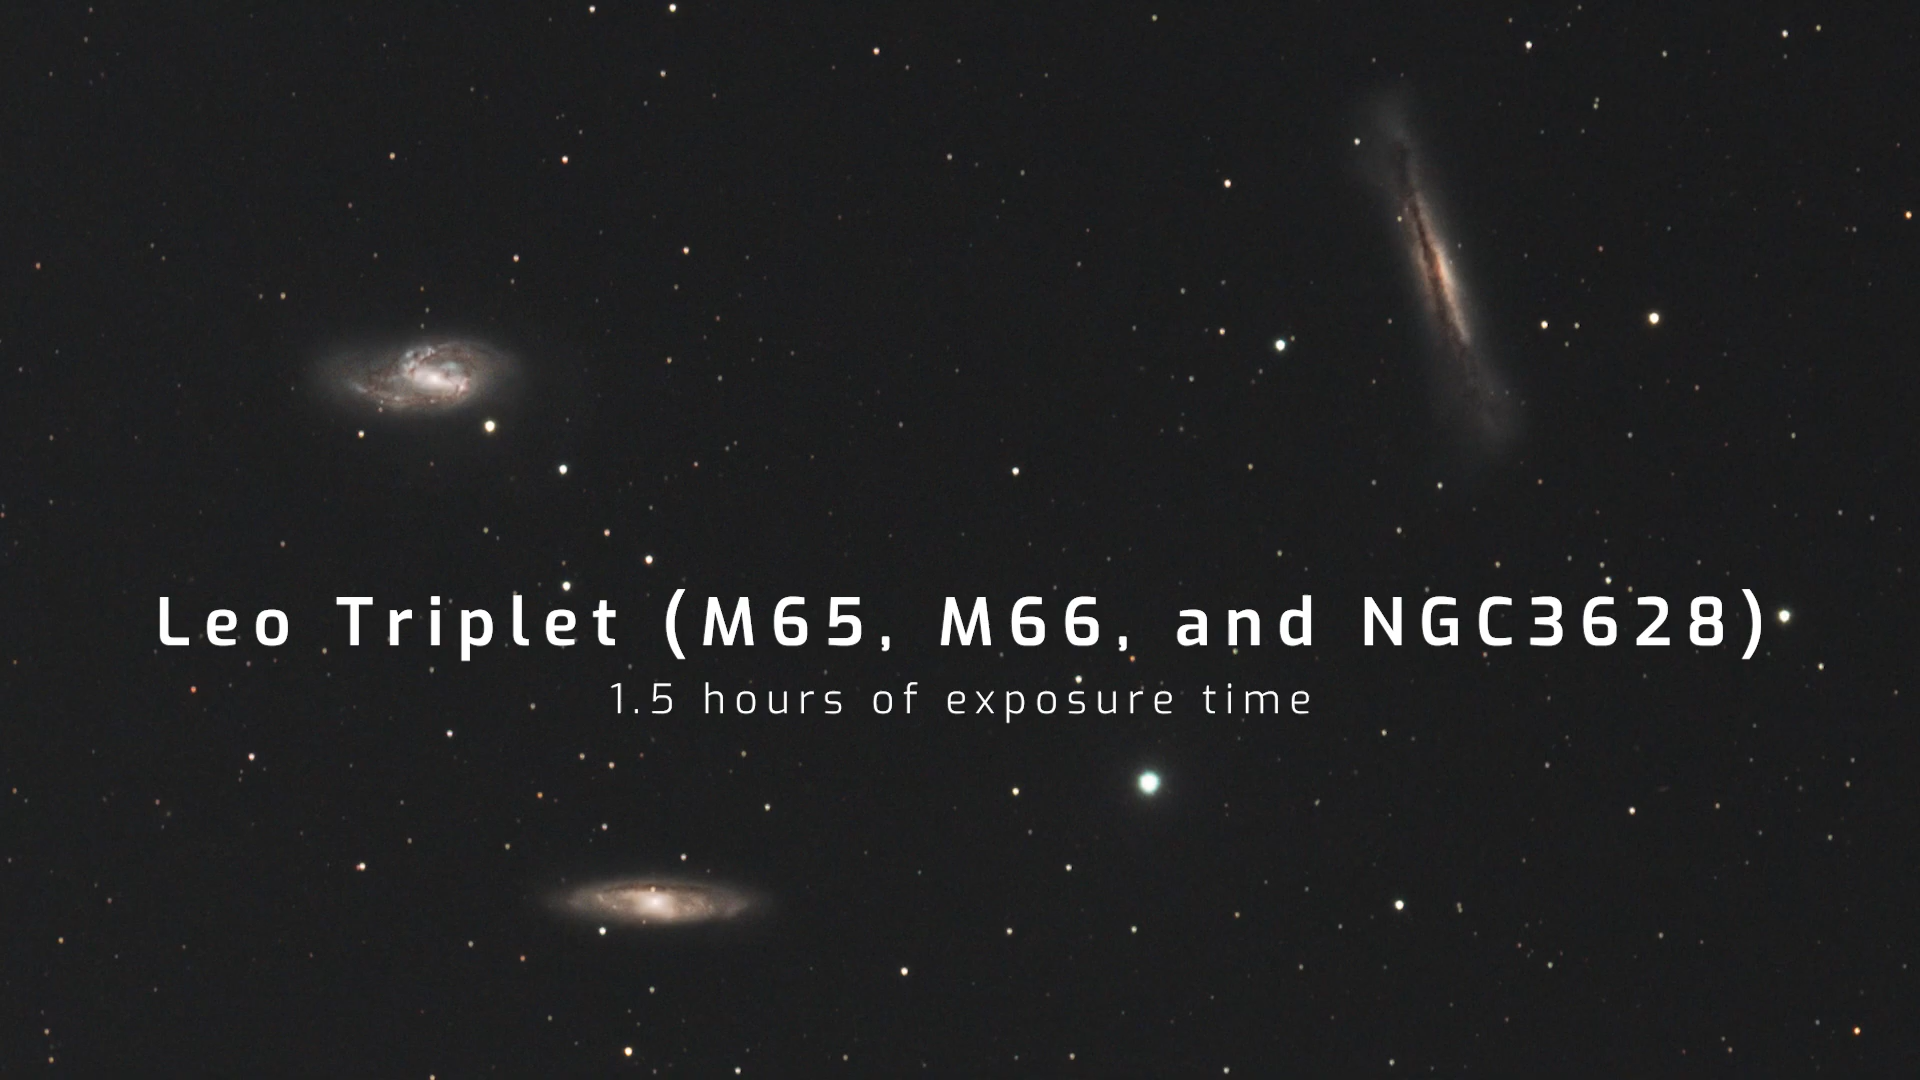 Leo Triplet (M65, M66, and NGC3628)
1.5 hours of exposure time